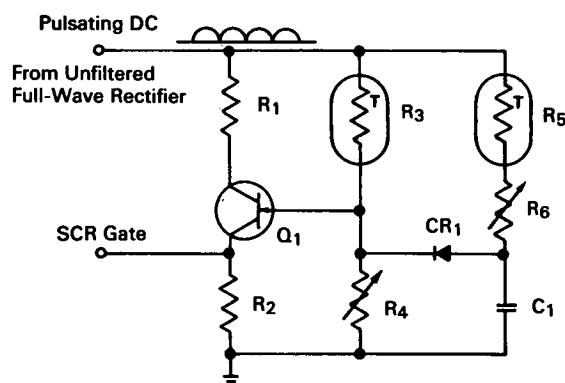 Pulsating DC
From Unfiltered
Full-Wave Rectifier
R1
T
R3
T
R5
R6
CR1
SCR Gate
Q1
R2
R4
C1